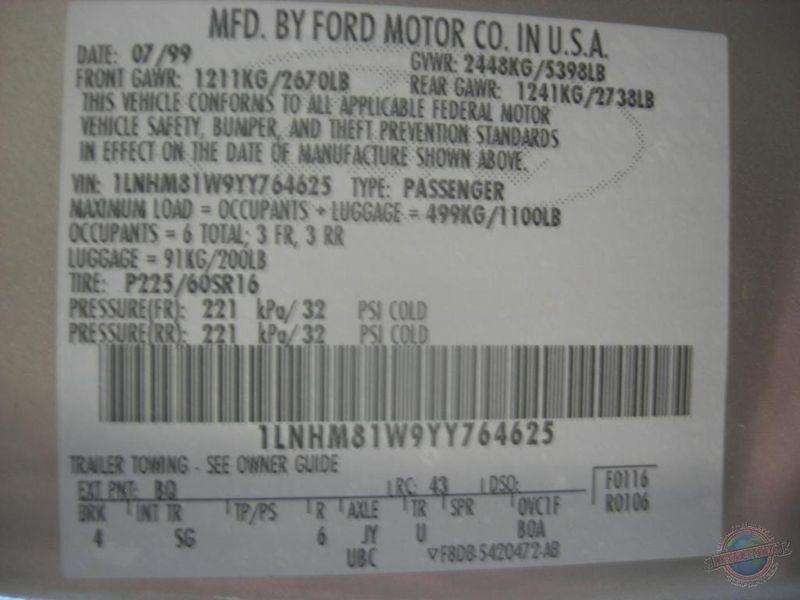 MFD. BY FORD MOTOR CO. IN U.S.A.
DATE: 07/99 GVWR: 2448KG/5398LB
FRONT GAWR: 1211KG/2670LB REAR GAWR: 1241KG/2738LB
THIS VEHICLE CONFORMS TO ALL APPLICABLE FEDERAL MOTOR
VEHICLE SAFETY, BUMPER, AND THEFT PREVENTION STANDARDS
IN EFFECT ON THE DATE OF MANUFACTURE SHOWN ABOVE.
VIN: 1LNHM81W9YY764625 TYPE: PASSENGER
MAXIMUM LOAD = OCCUPANTS + LUGGAGE = 499KG/1100LB
OCCUPANTS = 6 TOTAL; 3 FR, 3 RR
LUGGAGE = 91KG/200LB
TIRE: P225/60SR16
PRESSURE(FR): 221 kPa/ 32 PSI COLD
PRESSURE(RR): 221 kPa/ 32 PSI COLD
1LNHM81W9YY764625
TRAILER TOWING - SEE OWNER GUIDE
EXT PNT: BQ RC: 43 DSO: F0116
BRK INT TR TP/PS R AXLE TR SPR OVC1F R0106
4 SG 6 JY U BOA
UBC ▽F8DB-5420472-AB